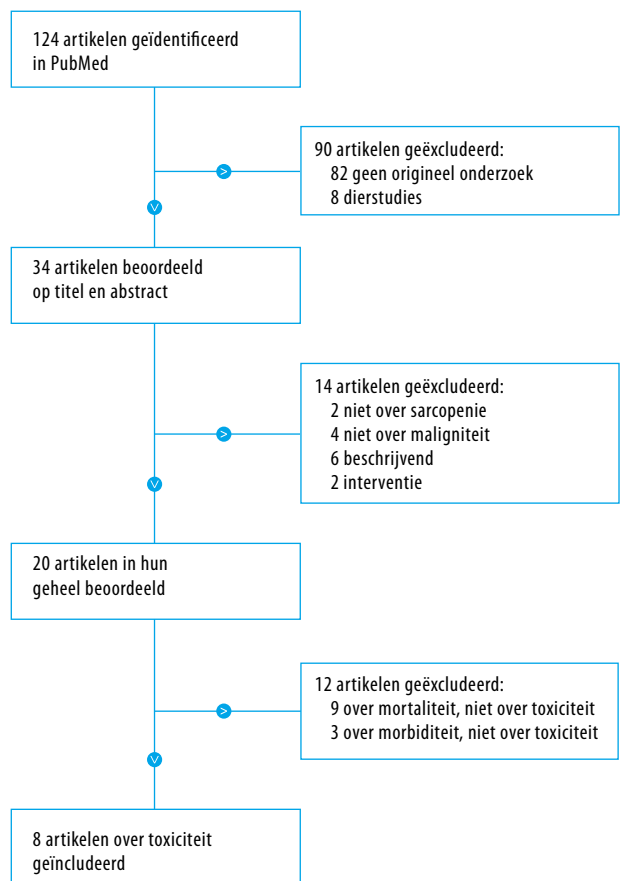 124 artikelen geïdentificeerd
in PubMed
90 artikelen geëxcludeerd:
82 geen origineel onderzoek
8 dierstudies
34 artikelen beoordeeld
op titel en abstract
14 artikelen geëxcludeerd:
2 niet over sarcopenie
4 niet over maligniteit
6 beschrijvend
2 interventie
20 artikelen in hun
geheel beoordeeld
12 artikelen geëxcludeerd:
9 over mortaliteit, niet over toxiciteit
3 over morbiditeit, niet over toxiciteit
8 artikelen over toxiciteit
geïncludeerd